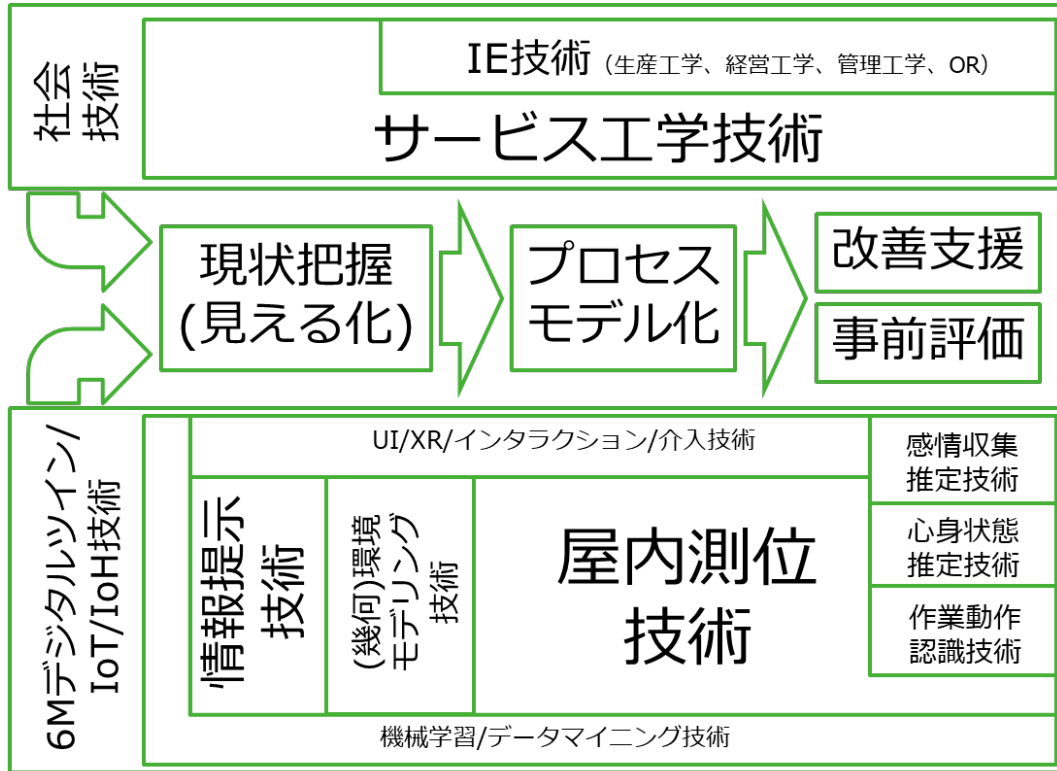 社会
技術
IE技術（生産工学、経営工学、管理工学、OR）
サービス工学技術
現状把握
(見える化)
プロセス
モデル化
改善支援
事前評価
6Mデジタルツイン/
IoT/IoH技術
UI/XR/インタラクション/介入技術
情報提示
技術
(幾何)環境
モデリング
技術
屋内測位
技術
感情収集
推定技術
心身状態
推定技術
作業動作
認識技術
機械学習/データマイニング技術